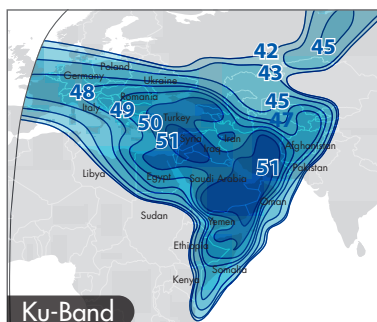 42
45
Poland
43
Germany
Ukraine
48
45
Romania
Italy
49
47
50
Turkey
51
Syria
Iran
Iraq
Afghanistan
51
Pakistan
Libya
Egypt
Saudi Arabia
Oman
Sudan
Yemen
Ethiopia
Somalia
Kenya
Ku-Band